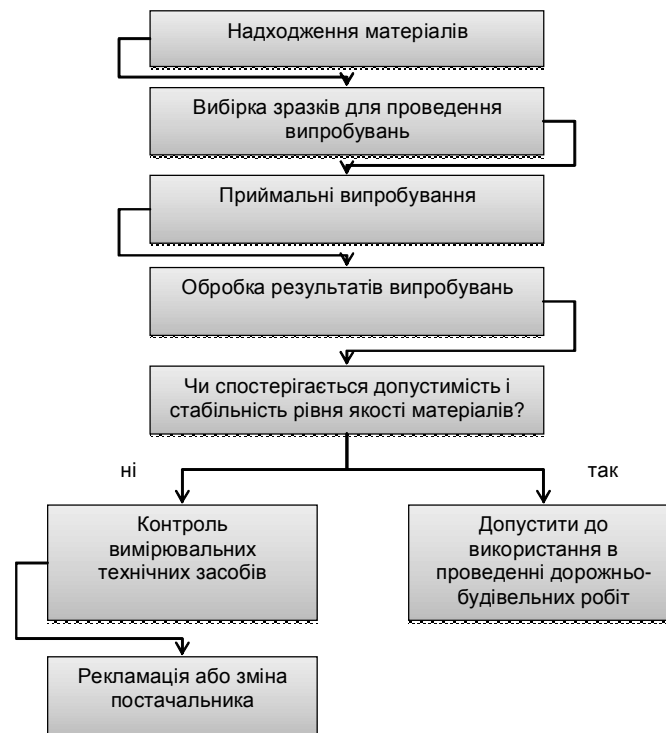 Надходження матеріалів
Вибірка зразків для проведення
випробувань
Приймальні випробування
Обробка результатів випробувань
Чи спостерігається допустимість і
стабільність рівня якості матеріалів?
ні
так
Контроль
вимірювальних
технічних засобів
Допустити до
використання в
проведенні дорожньо-
будівельних робіт
Рекламація або зміна
постачальника